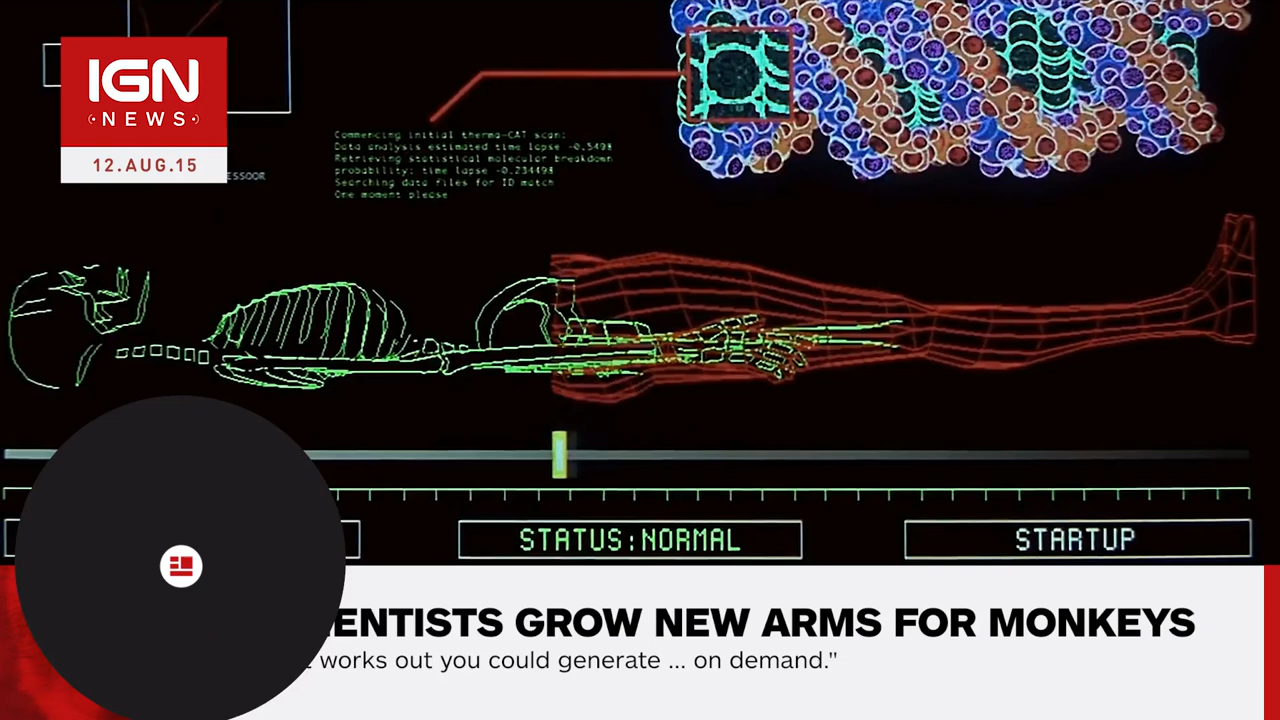 IGN
NEWS
12.AUG.15
Commencing initial therma-CAT scan:
Data analysis estimated time lapse -0.5498
Retrieving statistical molecular breakdown
probability: time lapse -0.234498
Searching data files for ID match
One moment please
STATUS:NORMAL
STARTUP
GROW NEW ARMS FOR MONKEYS
works out you could generate ... on demand."